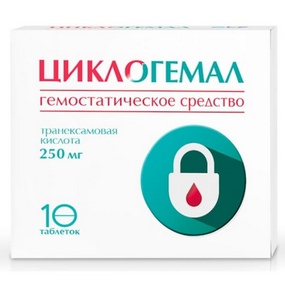 ЦИКЛОГЕМАЛ
гемостатическое средство
транексамовая
кислота
250 мг
10
таблеток